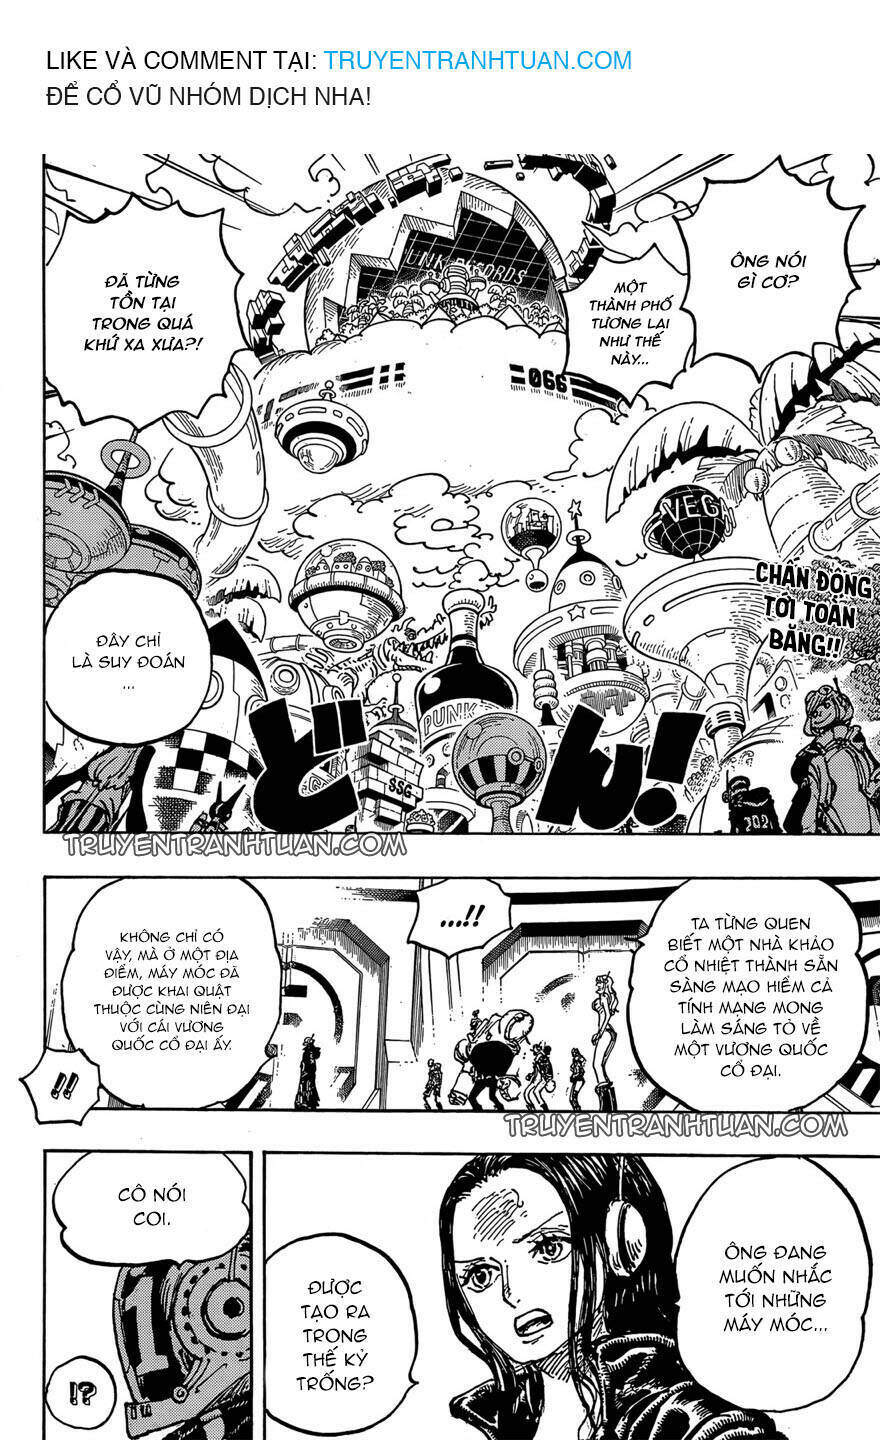 LIKE VÀ COMMENT TẠI: TRUYENTRANHTUAN.COM
ĐỂ CỔ VŨ NHÓM DỊCH NHA!
ÔNG NÓI
GÌ CƠ?
MỘT
THÀNH PHỐ
TƯƠNG LAI
NHƯ THẾ
NÀY...
ĐÃ TỪNG
TỒN TẠI
TRONG QUÁ
KHỨ XA XƯA?!
UNK RECORDS
066
VEG
CHẤN ĐỘNG
TỚI TOÀN
BĂNG!!
ĐÂY CHỈ
LÀ SUY ĐOÁN
...
PUNK
SSG
どん!
302
TRUYENTRANHTUAN.COM
TA TỪNG QUEN
BIẾT MỘT NHÀ KHẢO
CỔ NHIỆT THÀNH SẴN
SÀNG MẠO HIỂM CẢ
TÍNH MẠNG MONG
LÀM SÁNG TỎ VỀ
MỘT VƯƠNG QUỐC
CỔ ĐẠI.
...!!
KHÔNG CHỈ CÓ
VẬY, MÀ Ở MỘT ĐỊA
ĐIỂM, MÁY MÓC ĐÃ
ĐƯỢC KHAI QUẬT
THUỘC CÙNG NIÊN ĐẠI
VỚI CÁI VƯƠNG
QUỐC CỔ ĐẠI ẤY.
!!
TRUYENTRANHTUAN.COM
ÔNG ĐANG
MUỐN NHẮC
TỚI NHỮNG
MÁY MÓC...
ĐƯỢC
TẠO RA
TRONG
THẾ KỶ
TRỐNG?
CÔ NÓI
COI.
1
!?